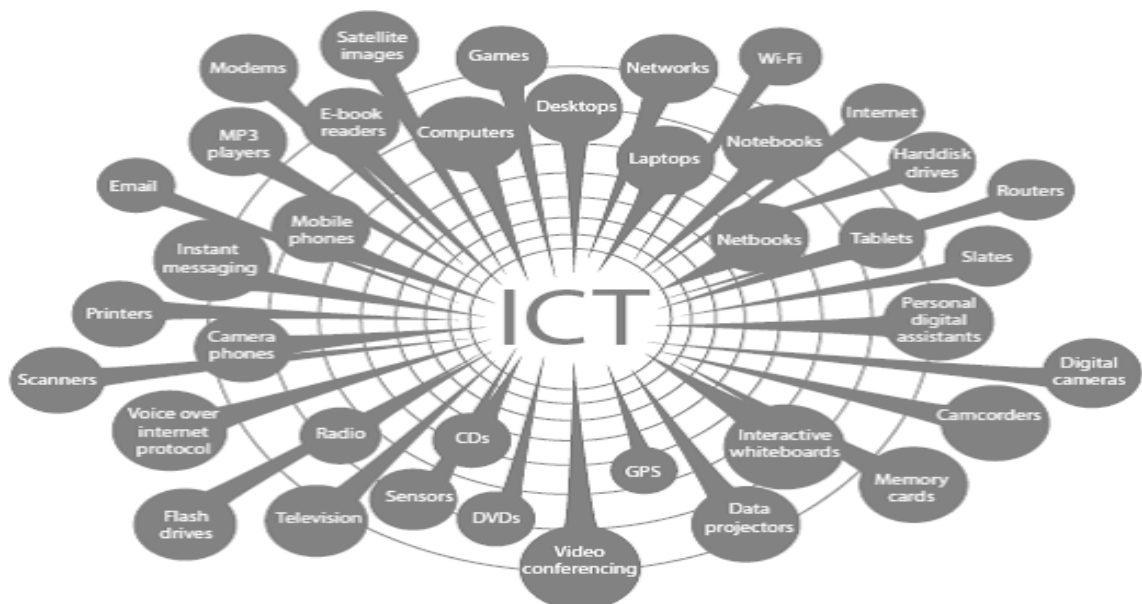 Satellite
images
Games
Networks
Wi-Fi
Modems
E-book
readers
Computers
Desktops
Laptops
Notebooks
Internet
MP3
players
Harddisk
drives
Email
Routers
Mobile
phones
Netbooks
Tablets
Instant
messaging
Slates
Printers
ICT
Personal
digital
assistants
Camera
phones
Scanners
Digital
cameras
Voice over
internet
protocol
Radio
CDs
GPS
Interactive
whiteboards
Camcorders
Memory
cards
Sensors
Flash
drives
Television
DVDs
Data
projectors
Video
conferencing